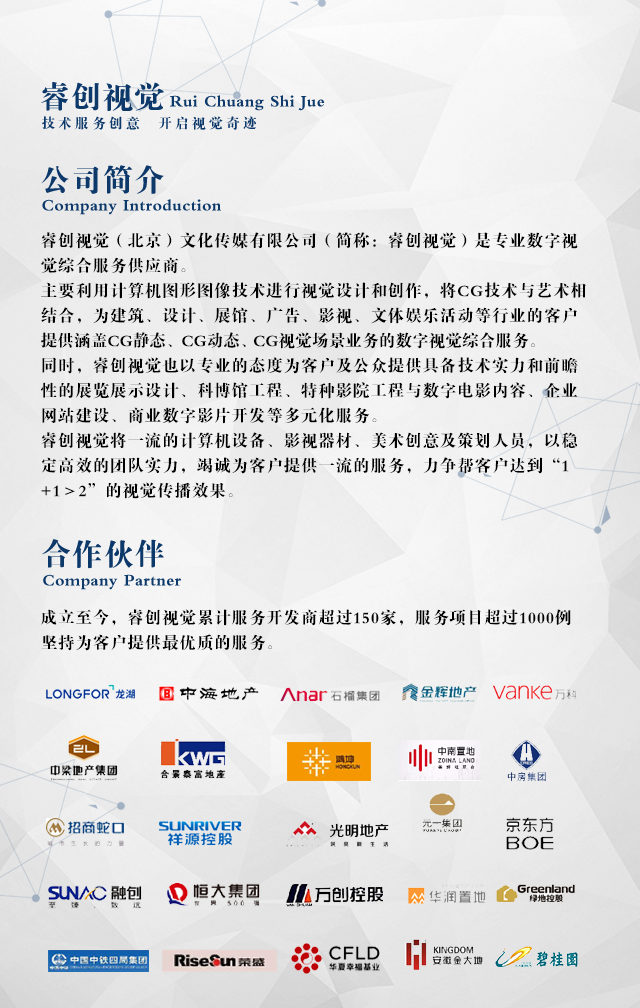 睿创视觉 Rui Chuang Shi Jue
技术服务创意 开启视觉奇迹
公司简介
Company Introduction
睿创视觉（北京）文化传媒有限公司（简称：睿创视觉）是专业数字视
觉综合服务供应商。
主要利用计算机图形图像技术进行视觉设计和创作，将CG技术与艺术相
结合，为建筑、设计、展馆、广告、影视、文体娱乐活动等行业的客户
提供涵盖CG静态、CG动态、CG视觉场景业务的数字视觉综合服务。
同时，睿创视觉也以专业的态度为客户及公众提供具备技术实力和前瞻
性的展览展示设计、科博馆工程、特种影院工程与数字电影内容、企业
网站建设、商业数字影片开发等多元化服务。
睿创视觉将一流的计算机设备、影视器材、美术创意及策划人员，以稳
定高效的团队实力，竭诚为客户提供一流的服务，力争帮客户达到“1
+1＞2”的视觉传播效果。
合作伙伴
Company Partner
成立至今，睿创视觉累计服务开发商超过150家，服务项目超过1000例
坚持为客户提供最优质的服务。
LONGFOR 龙湖 中海地产 Anar 石榴集团 金辉地产 vanke 万科
中梁地产集团 KWG 合景泰富地產 鸿坤 HONGKUN 中南置地 ZOINA LAND 中房集团
招商蛇口 SUNRIVER 祥源控股 光明地产 元一集团 京东方 BOE
SUNAC 融创 恒大集团 万创控股 华润置地 Greenland 绿地控股
中国中铁四局集团 RiseSun 荣盛 CFLD 华夏幸福基业 KINGDOM 安徽金大地 碧桂園